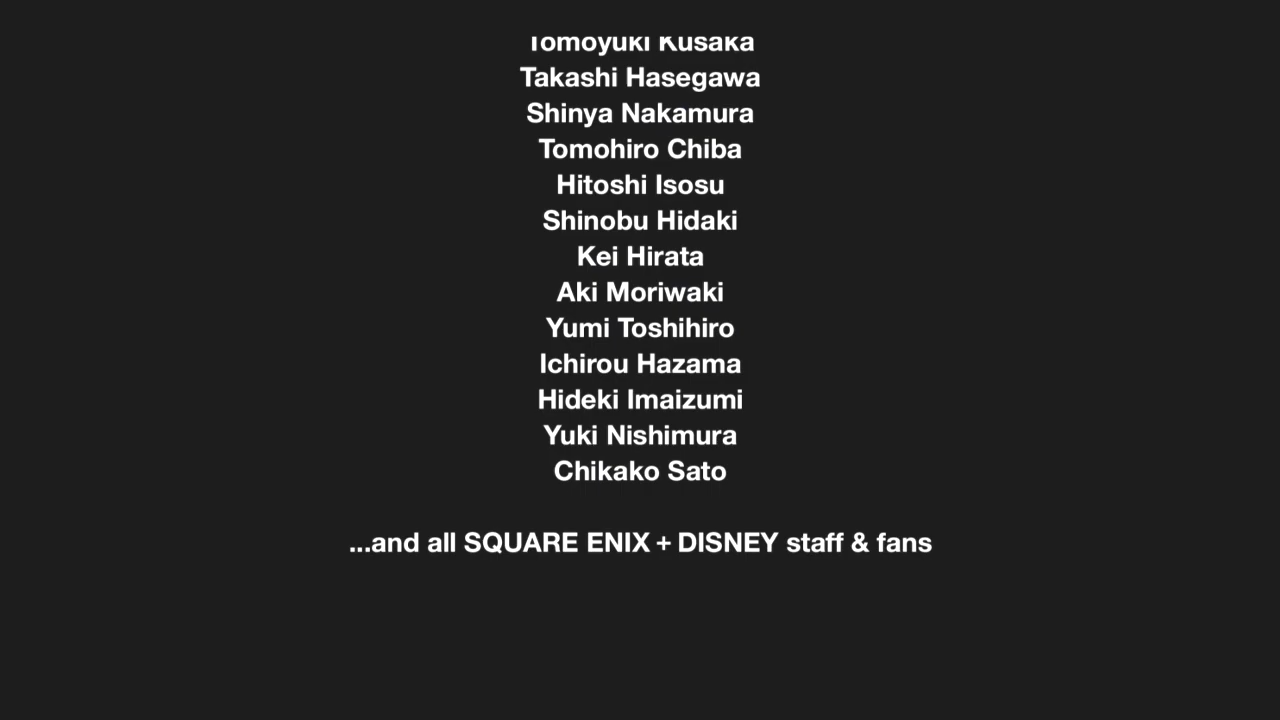 Tomoyuki Kusaka
Takashi Hasegawa
Shinya Nakamura
Tomohiro Chiba
Hitoshi Isosu
Shinobu Hidaki
Kei Hirata
Aki Moriwaki
Yumi Toshihiro
Ichirou Hazama
Hideki Imaizumi
Yuki Nishimura
Chikako Sato
...and all SQUARE ENIX + DISNEY staff & fans